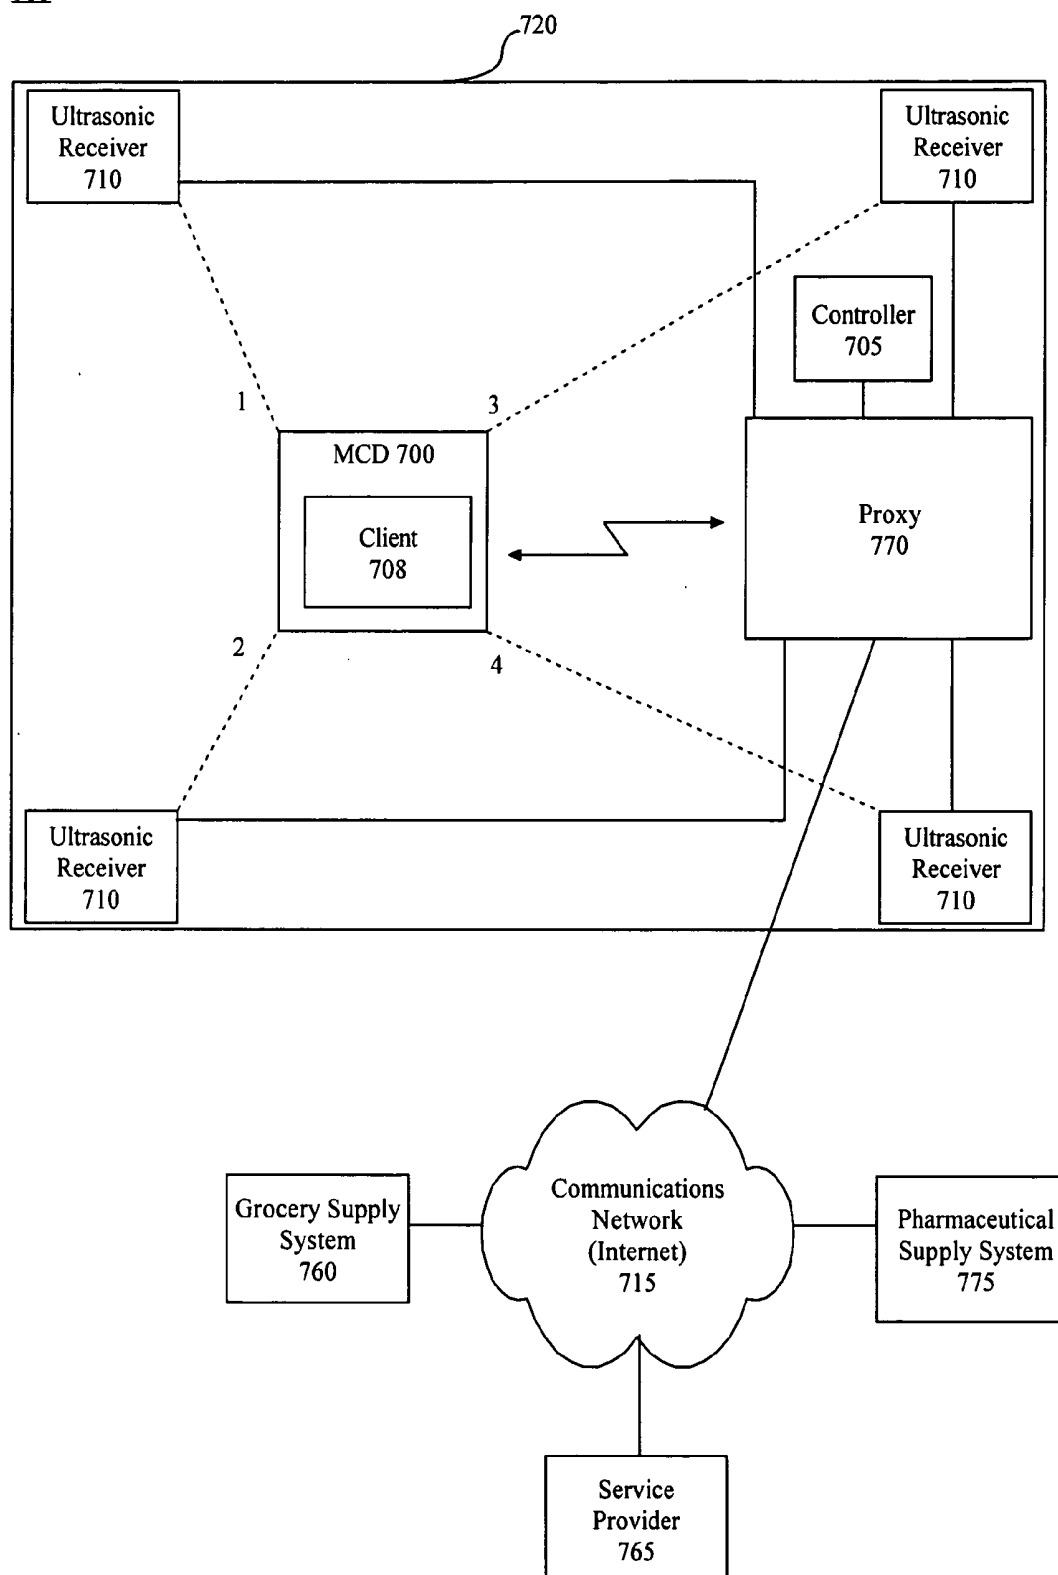 720
Ultrasonic
Receiver
710
Ultrasonic
Receiver
710
Controller
705
1
3
MCD 700
Client
708
Proxy
770
2
4
Ultrasonic
Receiver
710
Ultrasonic
Receiver
710
Communications
Network
(Internet)
715
Grocery Supply
System
760
Pharmaceutical
Supply System
775
Service
Provider
765